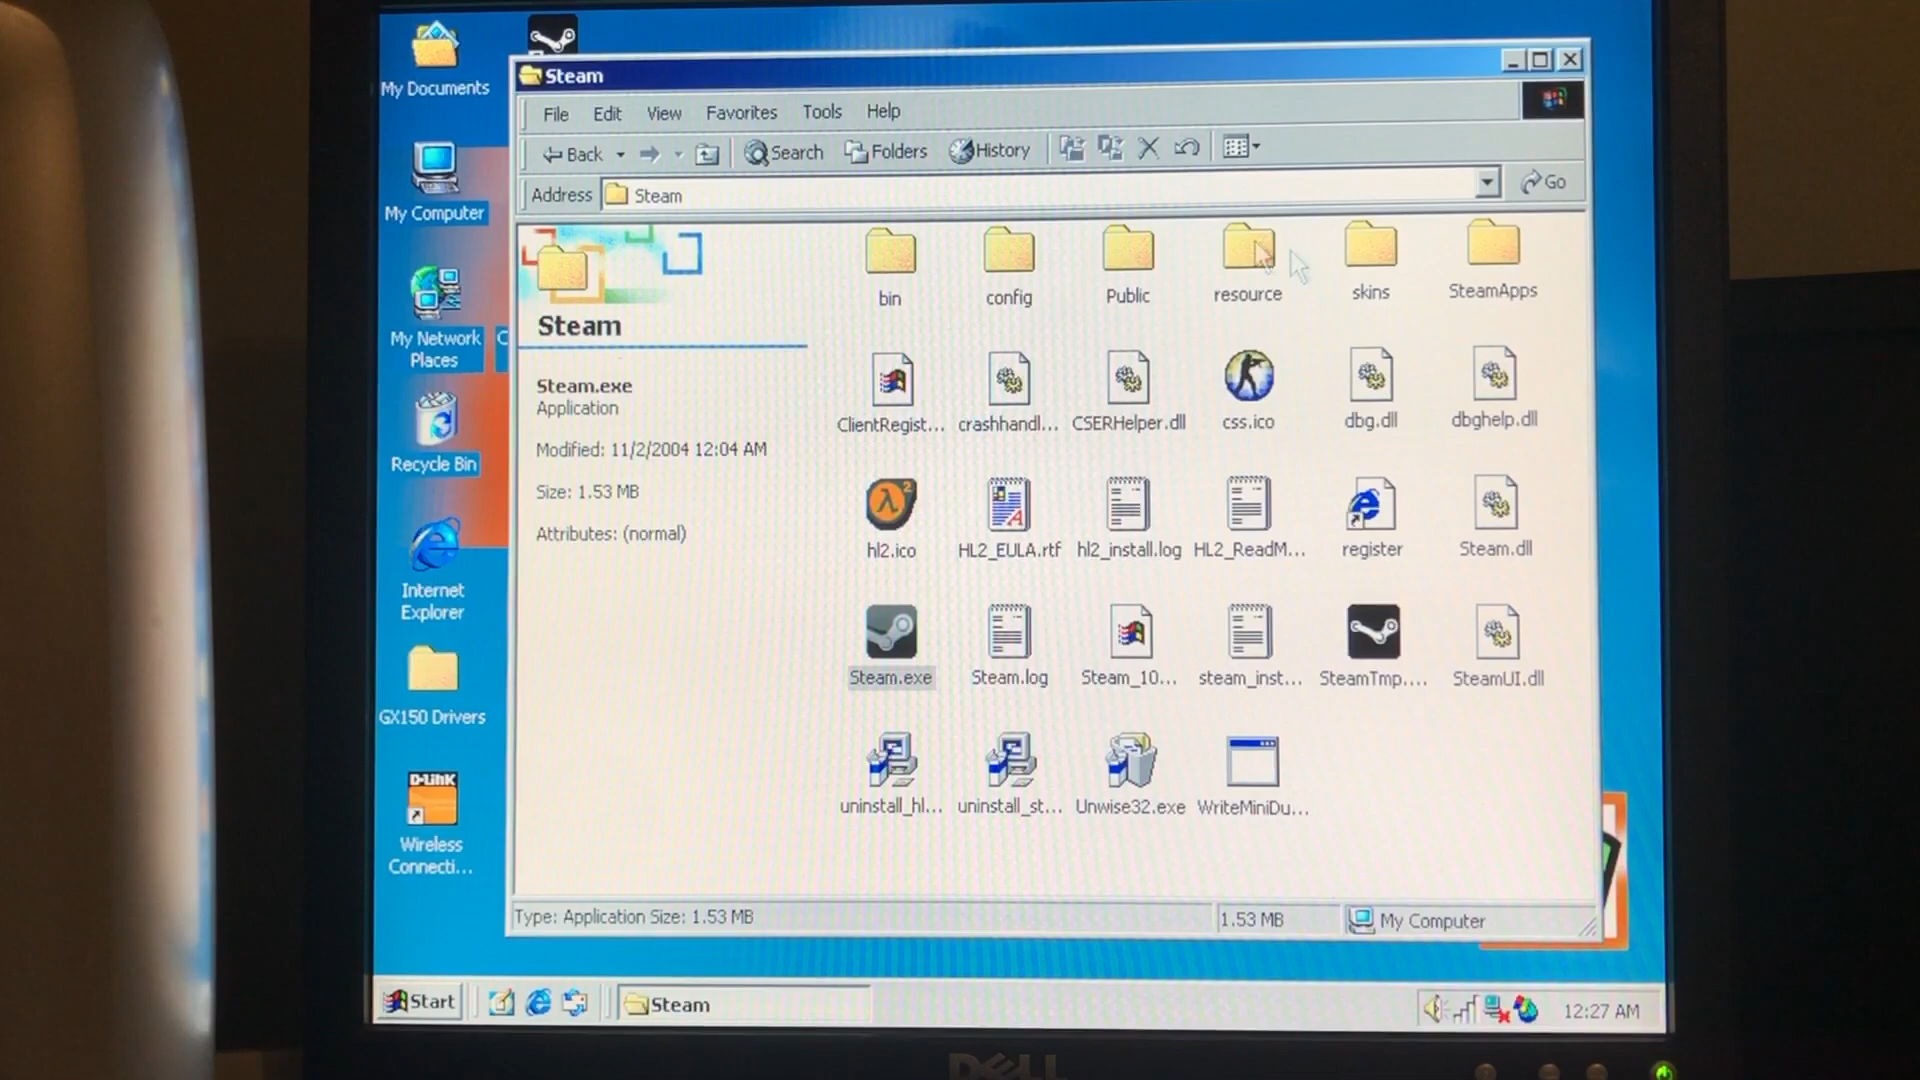 My Documents
My Computer
My Network
Places
Recycle Bin
Internet
Explorer
GX150 Drivers
D-Link
Wireless
Connecti...
C
Steam
File Edit View Favorites Tools Help
Back Search Folders History
Address Steam Go
Steam
Steam.exe
Application
Modified: 11/2/2004 12:04 AM
Size: 1.53 MB
Attributes: (normal)
bin config Public resource skins SteamApps
ClientRegist... crashhandl... CSERHelper.dll css.ico dbg.dll dbghelp.dll
hl2.ico HL2_EULA.rtf hl2_install.log HL2_ReadM... register Steam.dll
Steam.exe Steam.log Steam_10... steam_inst... SteamTmp.... SteamUI.dll
uninstall_hl... uninstall_st... Unwise32.exe WriteMiniDu...
Type: Application Size: 1.53 MB 1.53 MB My Computer
Start Steam 12:27 AM
DELL